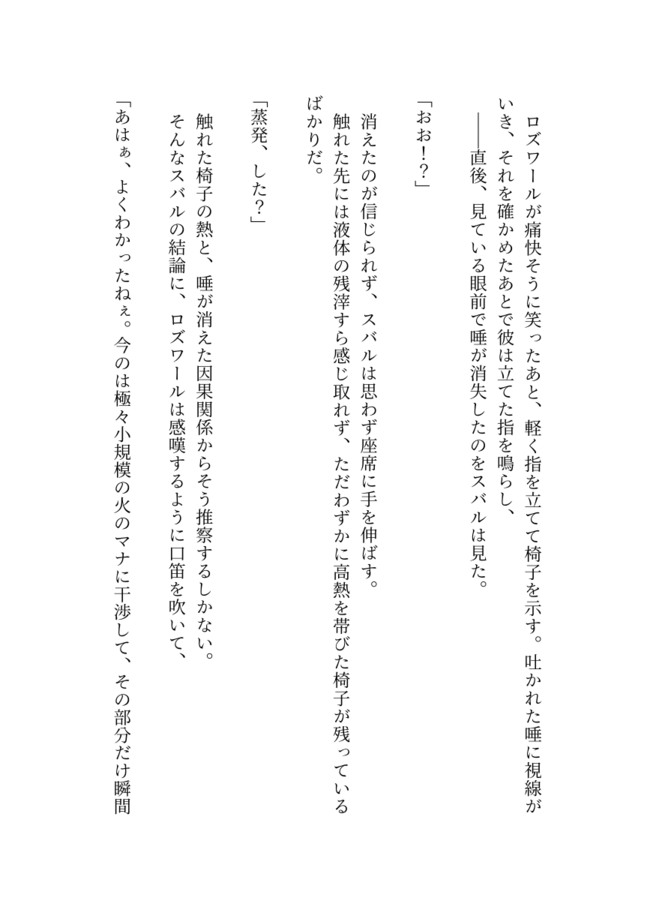 ロズワールが痛快そうに笑ったあと、軽く指を立てて椅子を示す。吐かれた唾に視線が
いき、それを確かめたあとで彼は立てた指を鳴らし、
――直後、見ている眼前で唾が消失したのをスバルは見た。
「おお！？」
消えたのが信じられず、スバルは思わず座席に手を伸ばす。
触れた先には液体の残滓すら感じ取れず、ただわずかに高熱を帯びた椅子が残っている
ばかりだ。
「蒸発、した？」
触れた椅子の熱と、唾が消えた因果関係からそう推察するしかない。
そんなスバルの結論に、ロズワールは感嘆するように口笛を吹いて、
「あはぁ、よくわかったねぇ。今のは極々小規模の火のマナに干渉して、その部分だけ瞬間